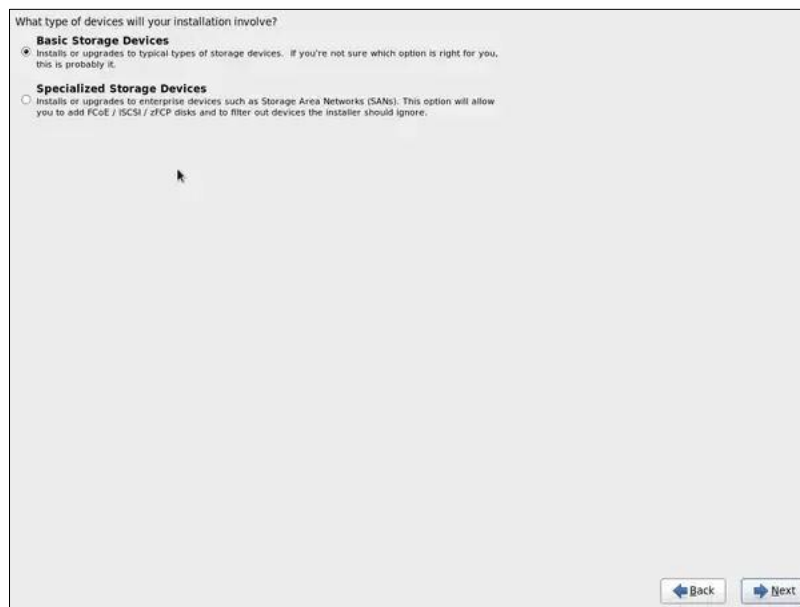 What type of devices will your installation involve?
Basic Storage Devices
Installs or upgrades to typical types of storage devices. If you're not sure which option is right for you,
this is probably it.
Specialized Storage Devices
Installs or upgrades to enterprise devices such as Storage Area Networks (SANs). This option will allow
you to add FCoE / iSCSI / zFCP disks and to filter out devices the installer should ignore.
Back
Next